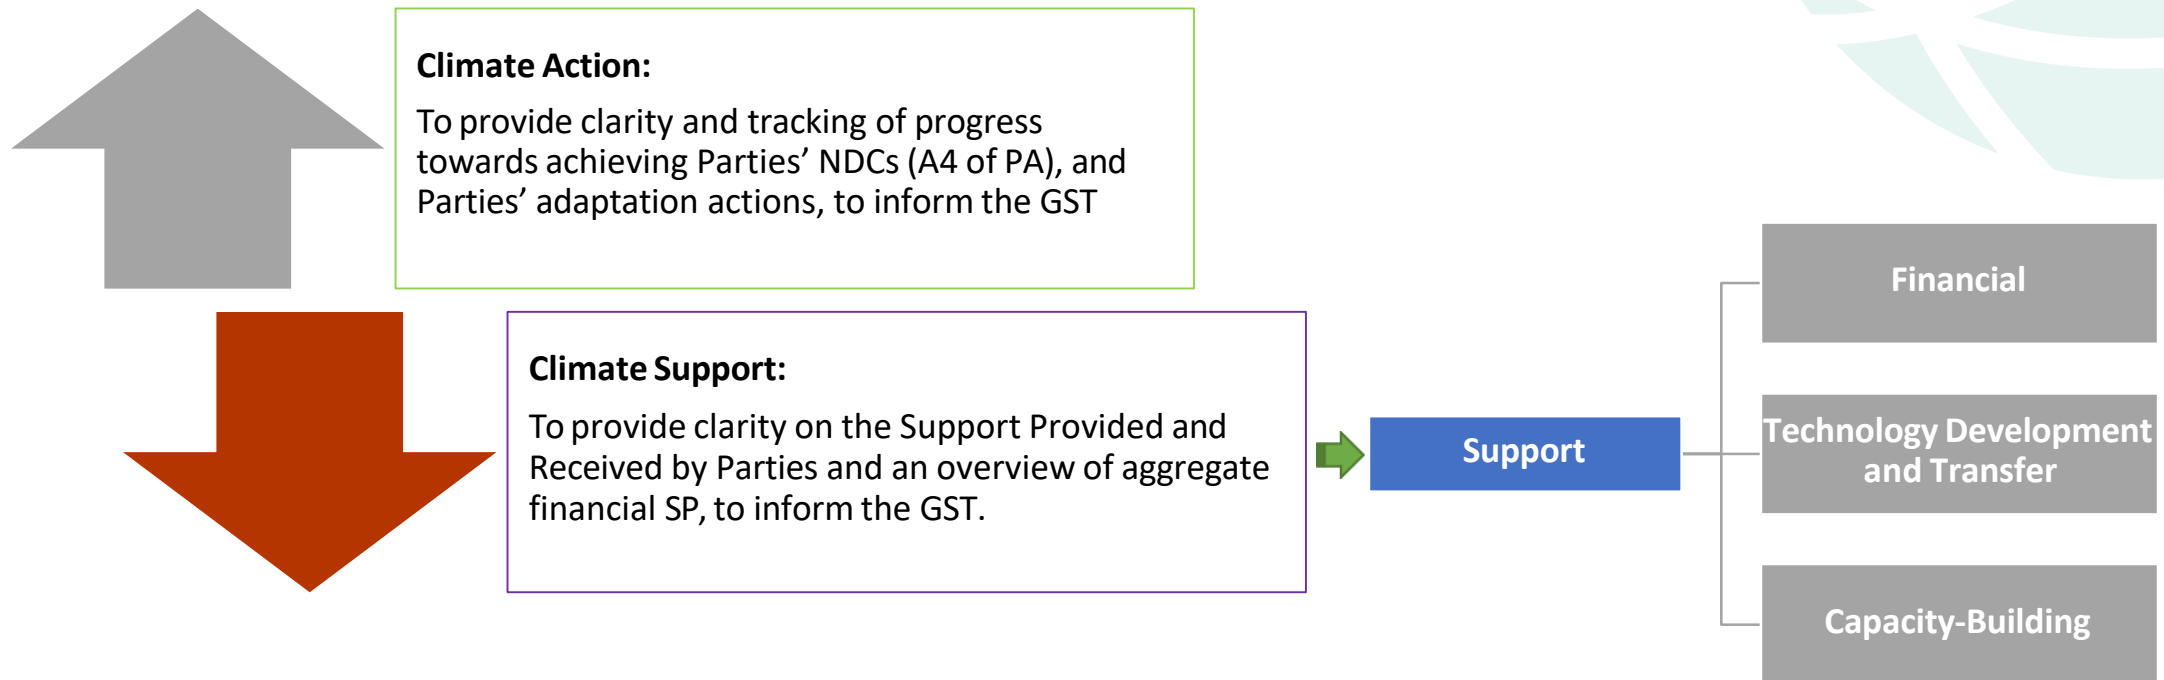 Climate Action:
To provide clarity and tracking of progress
towards achieving Parties’ NDCs (A4 of PA), and
Parties’ adaptation actions, to inform the GST
Climate Support:
To provide clarity on the Support Provided and
Received by Parties and an overview of aggregate
financial SP, to inform the GST.
Support
Financial
Technology Development
and Transfer
Capacity-Building